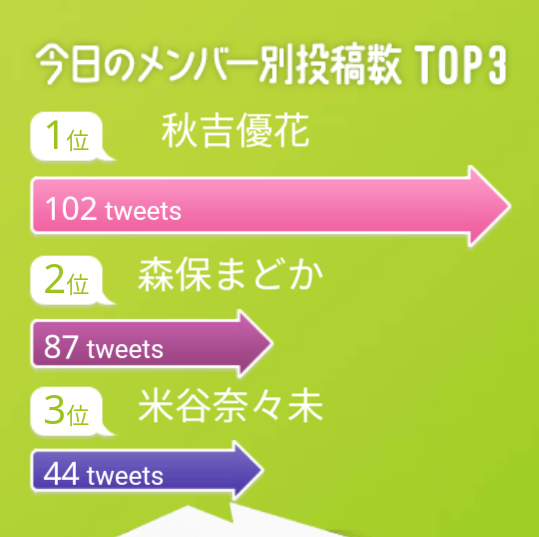 今日のメンバー別投稿数 TOP3
1位 秋吉優花
102 tweets
2位 森保まどか
87 tweets
3位 米谷奈々未
44 tweets